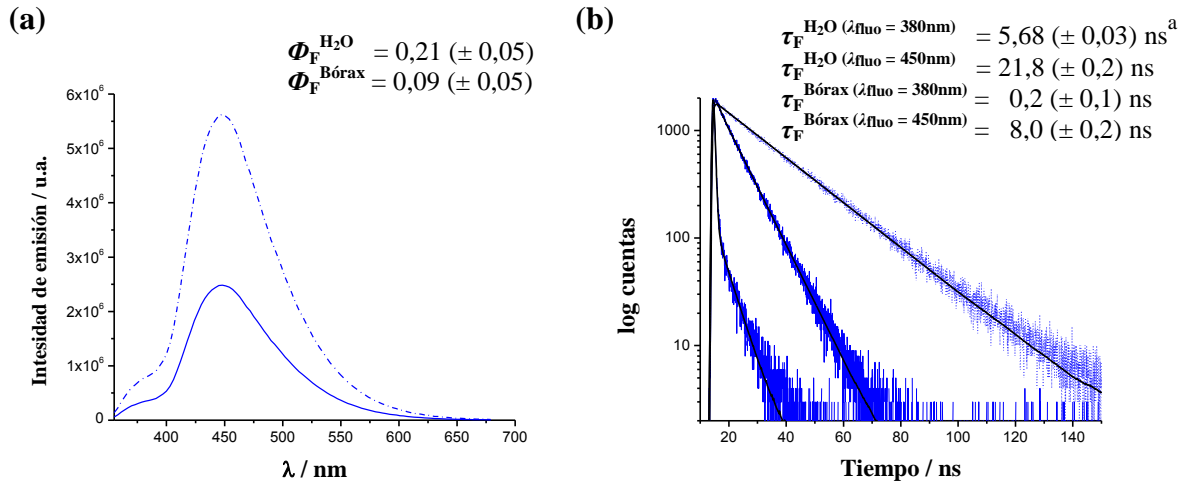 (a)
Φ_F^H2O = 0,21 (± 0,05)
Φ_F^Bórax = 0,09 (± 0,05)
6x10^6
5x10^6
4x10^6
3x10^6
2x10^6
1x10^6
0
Intesidad de emisión / u.a.
400 450 500 550 600 650 700
λ / nm
(b)
τ_F^H2O (λfluo = 380nm) = 5,68 (± 0,03) ns^a
τ_F^H2O (λfluo = 450nm) = 21,8 (± 0,2) ns
τ_F^Bórax (λfluo = 380nm) = 0,2 (± 0,1) ns
τ_F^Bórax (λfluo = 450nm) = 8,0 (± 0,2) ns
1000
100
10
log cuentas
20 40 60 80 100 120 140
Tiempo / ns